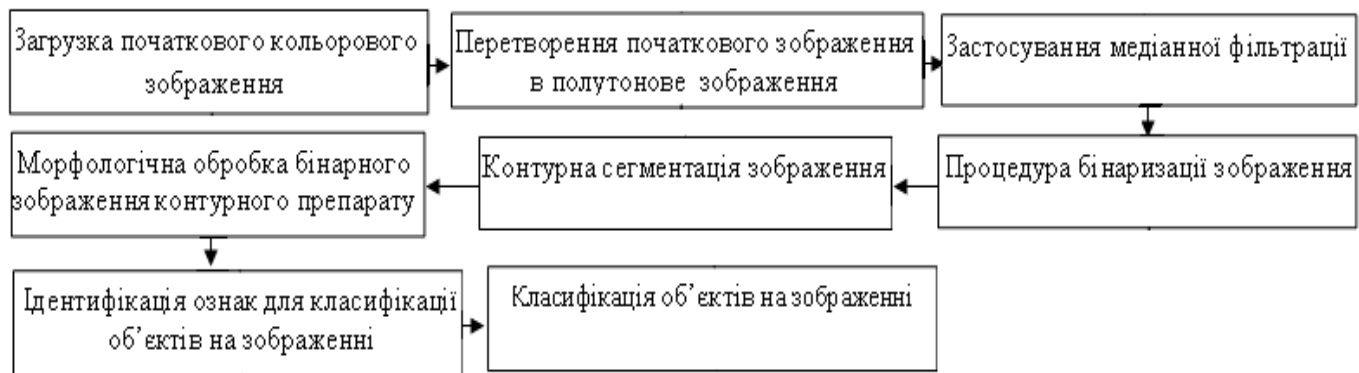 Загрузка початкового кольорового
зображення
Перетворення початкового зображення
в полутонове зображення
Застосування медіанної фільтрації
Процедура бінаризації зображення
Контурна сегментація зображення
Морфологічна обробка бінарного
зображення контурного препарату
Ідентифікація ознак для класифікації
об’єктів на зображенні
Класифікація об’єктів на зображенні